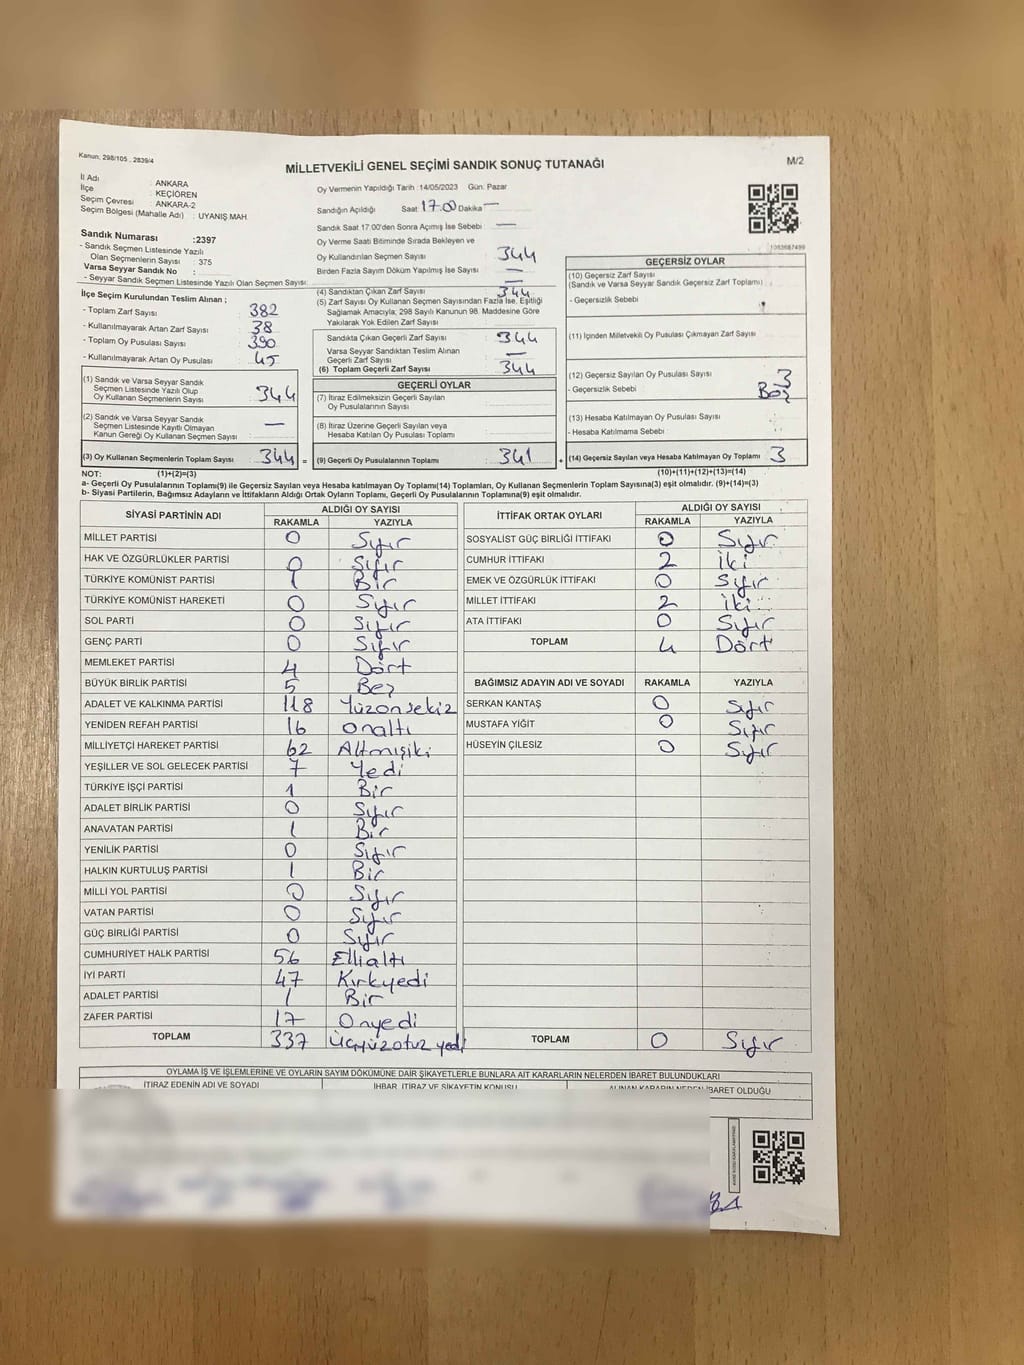 Kanun, 298/105 , 2839/4
MİLLETVEKİLİ GENEL SEÇİMİ SANDIK SONUÇ TUTANAĞI
M/2
İl Adı : ANKARA
İlçe : KEÇİÖREN
Seçim Çevresi : ANKARA-2
Seçim Bölgesi (Mahalle Adı) : UYANIŞ MAH.
Sandık Numarası :2397
- Sandık Seçmen Listesinde Yazılı
Olan Seçmenlerin Sayısı : 375
Varsa Seyyar Sandık No :
- Seyyar Sandık Seçmen Listesinde Yazılı Olan Seçmen Sayısı
Oy Vermenin Yapıldığı Tarih :14/05/2023 Gün. Pazar
Sandığın Açıldığı Saat 17.00 Dakika —
Sandık Saat 17.00'den Sonra Açılmış İse Sebebi —
Oy Verme Saati Bitiminde Sırada Bekleyen ve
Oy Kullandırılan Seçmen Sayısı 344
Birden Fazla Sayım Döküm Yapılmış İse Sayısı —
(4) Sandıktan Çıkan Zarf Sayısı 344
(5) Zarf Sayısı Oy Kullanan Seçmen Sayısından Fazla İse, Eşitliği
Sağlamak Amacıyla, 298 Sayılı Kanunun 98. Maddesine Göre
Yakılarak Yok Edilen Zarf Sayısı
İlçe Seçim Kurulundan Teslim Alınan ;
- Toplam Zarf Sayısı : 382
- Kullanılmayarak Artan Zarf Sayısı : 38
- Toplam Oy Pusulası Sayısı : 390
- Kullanılmayarak Artan Oy Pusulası : 45
Sandıkta Çıkan Geçerli Zarf Sayısı : 344
Varsa Seyyar Sandıktan Teslim Alınan
Geçerli Zarf Sayısı : —
(6) Toplam Geçerli Zarf Sayısı : 344
(1) Sandık ve Varsa Seyyar Sandık
Seçmen Listesinde Yazılı Olup
Oy Kullanan Seçmenlerin Sayısı : 344
(2) Sandık ve Varsa Seyyar Sandık
Seçmen Listesinde Kayıtlı Olmayan
Kanun Gereği Oy Kullanan Seçmen Sayısı : —
(3) Oy Kullanan Seçmenlerin Toplam Sayısı : 344 =
GEÇERLİ OYLAR
(7) İtiraz Edilmeksizin Geçerli Sayılan
Oy Pusulalarının Sayısı :
(8) İtiraz Üzerine Geçerli Sayılan veya
Hesaba Katılan Oy Pusulası Toplamı :
(9) Geçerli Oy Pusulalarının Toplamı : 341 +
1083687499
GEÇERSİZ OYLAR
(10) Geçersiz Zarf Sayısı
(Sandık ve Varsa Seyyar Sandık Geçersiz Zarf Toplamı) :
- Geçersizlik Sebebi :
(11) İçinden Milletvekili Oy Pusulası Çıkmayan Zarf Sayısı :
(12) Geçersiz Sayılan Oy Pusulası Sayısı : 3
- Geçersizlik Sebebi : Boş
(13) Hesaba Katılmayan Oy Pusulası Sayısı :
- Hesaba Katılmama Sebebi :
(14) Geçersiz Sayılan veya Hesaba Katılmayan Oy Toplamı : 3
NOT: (1)+(2)=(3)
(10)+(11)+(12)+(13)=(14)
a- Geçerli Oy Pusulalarının Toplamı(9) ile Geçersiz Sayılan veya Hesaba katılmayan Oy Toplamı(14) Toplamları, Oy Kullanan Seçmenlerin Toplam Sayısına(3) eşit olmalıdır. (9)+(14)=(3)
b- Siyasi Partilerin, Bağımsız Adayların ve İttifakların Aldığı Ortak Oyların Toplamı, Geçerli Oy Pusulalarının Toplamına(9) eşit olmalıdır.
SİYASİ PARTİNİN ADI ALDIĞI OY SAYISI
RAKAMLA YAZIYLA
MİLLET PARTİSİ 0 Sıfır
HAK VE ÖZGÜRLÜKLER PARTİSİ 0 Sıfır
TÜRKİYE KOMÜNİST PARTİSİ 1 Bir
TÜRKİYE KOMÜNİST HAREKETİ 0 Sıfır
SOL PARTİ 0 Sıfır
GENÇ PARTİ 0 Sıfır
MEMLEKET PARTİSİ 4 Dört
BÜYÜK BİRLİK PARTİSİ 5 Beş
ADALET VE KALKINMA PARTİSİ 118 Yüzonsekiz
YENİDEN REFAH PARTİSİ 16 onaltı
MİLLİYETÇİ HAREKET PARTİSİ 62 Altmışiki
YEŞİLLER VE SOL GELECEK PARTİSİ 7 Yedi
TÜRKİYE İŞÇİ PARTİSİ 1 Bir
ADALET BİRLİK PARTİSİ 0 Sıfır
ANAVATAN PARTİSİ 1 Bir
YENİLİK PARTİSİ 0 Sıfır
HALKIN KURTULUŞ PARTİSİ 1 Bir
MİLLİ YOL PARTİSİ 0 Sıfır
VATAN PARTİSİ 0 Sıfır
GÜÇ BİRLİĞİ PARTİSİ 0 Sıfır
CUMHURİYET HALK PARTİSİ 56 Ellialtı
İYİ PARTİ 47 Kırkyedi
ADALET PARTİSİ 1 Bir
ZAFER PARTİSİ 17 Onyedi
TOPLAM 337 Üçyüzotuz yedi
İTTİFAK ORTAK OYLARI ALDIĞI OY SAYISI
RAKAMLA YAZIYLA
SOSYALİST GÜÇ BİRLİĞİ İTTİFAKI 0 Sıfır
CUMHUR İTTİFAKI 2 iki
EMEK VE ÖZGÜRLÜK İTTİFAKI 0 Sıfır
MİLLET İTTİFAKI 2 iki
ATA İTTİFAKI 0 Sıfır
TOPLAM 4 Dört
BAĞIMSIZ ADAYIN ADI VE SOYADI RAKAMLA YAZIYLA
SERKAN KANTAŞ 0 Sıfır
MUSTAFA YİĞİT 0 Sıfır
HÜSEYİN ÇİLESİZ 0 Sıfır
TOPLAM 0 Sıfır
OYLAMA İŞ VE İŞLEMLERİNE VE OYLARIN SAYIM DÖKÜMÜNE DAİR ŞİKAYETLERLE BUNLARA AİT KARARLARIN NELERDEN İBARET BULUNDUKLARI
İTİRAZ EDENİN ADI VE SOYADI İHBAR, İTİRAZ VE ŞİKAYETİN KONUSU ALINAN KARARIN NEDEN İBARET OLDUĞU